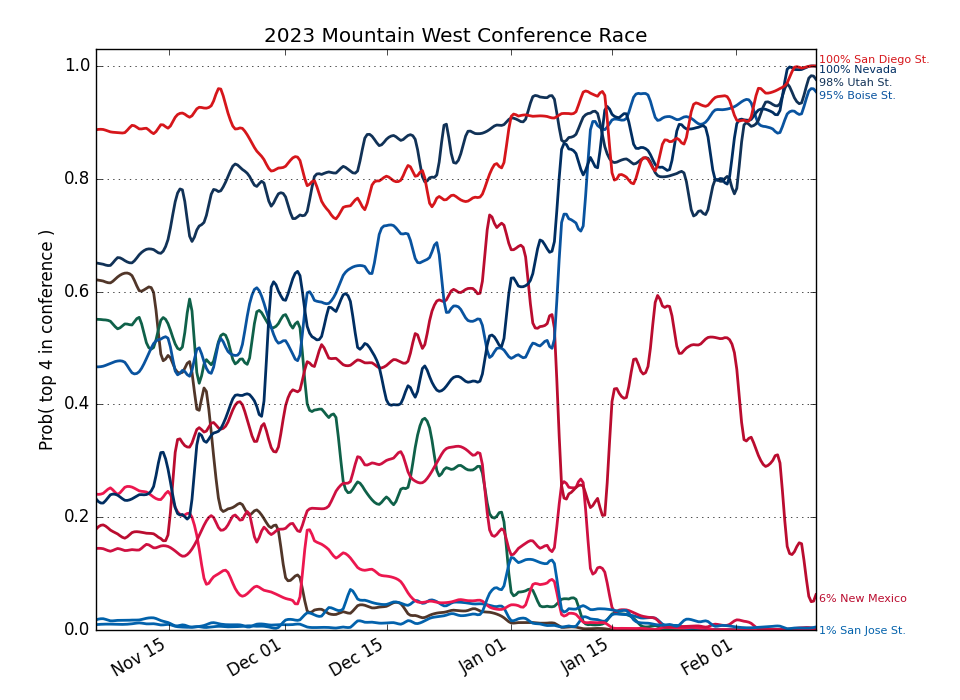 2023 Mountain West Conference Race
Prob( top 4 in conference )
1.0
0.8
0.6
0.4
0.2
0.0
Nov 15
Dec 01
Dec 15
Jan 01
Jan 15
Feb 01
100% San Diego St.
100% Nevada
98% Utah St.
95% Boise St.
6% New Mexico
1% San Jose St.